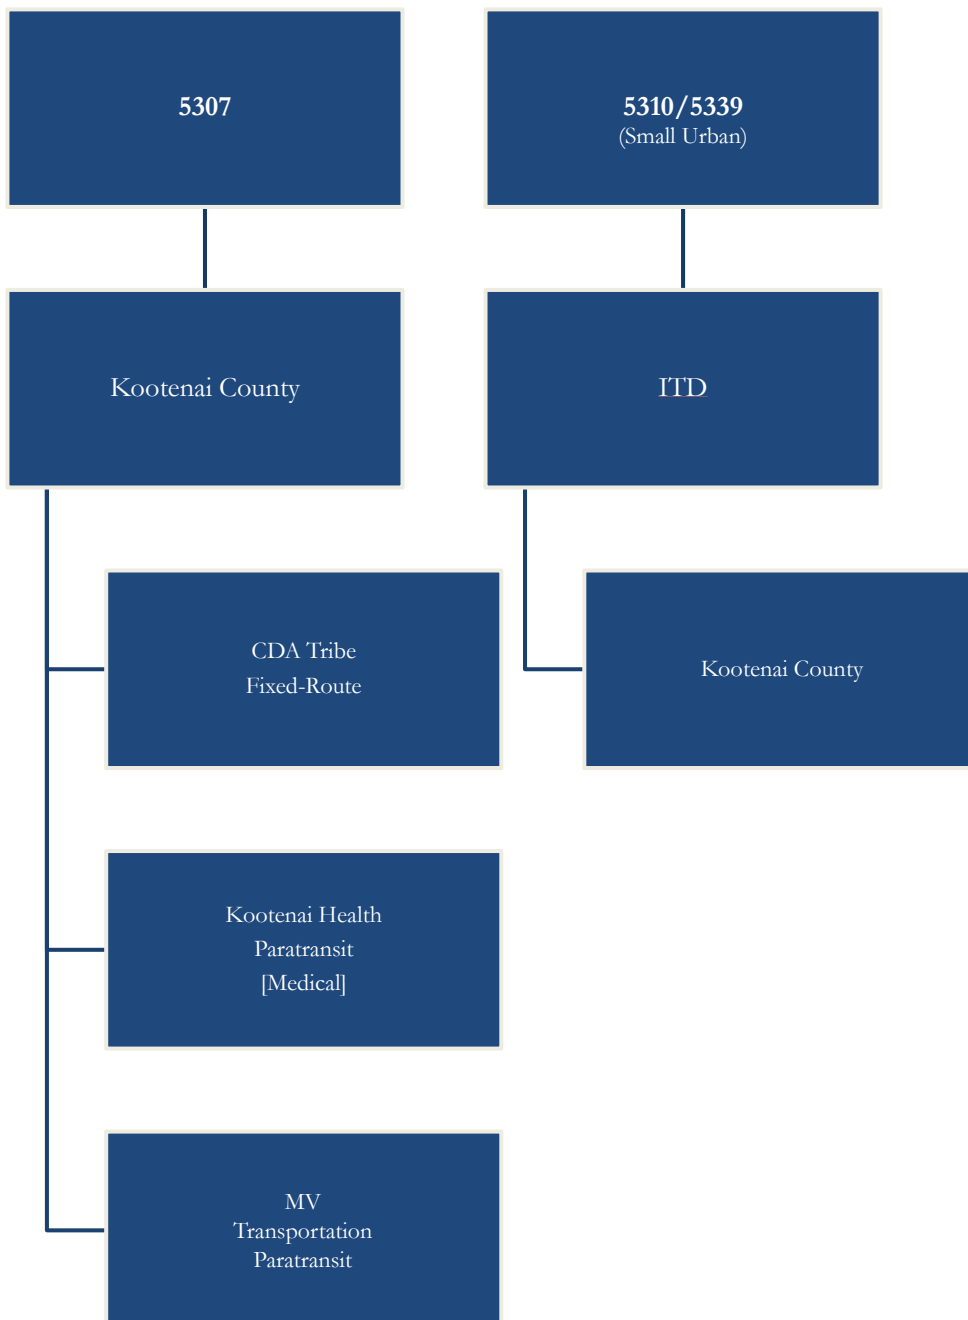 5307
5310/5339
(Small Urban)
Kootenai County
ITD
CDA Tribe
Fixed-Route
Kootenai County
Kootenai Health
Paratransit
[Medical]
MV
Transportation
Paratransit